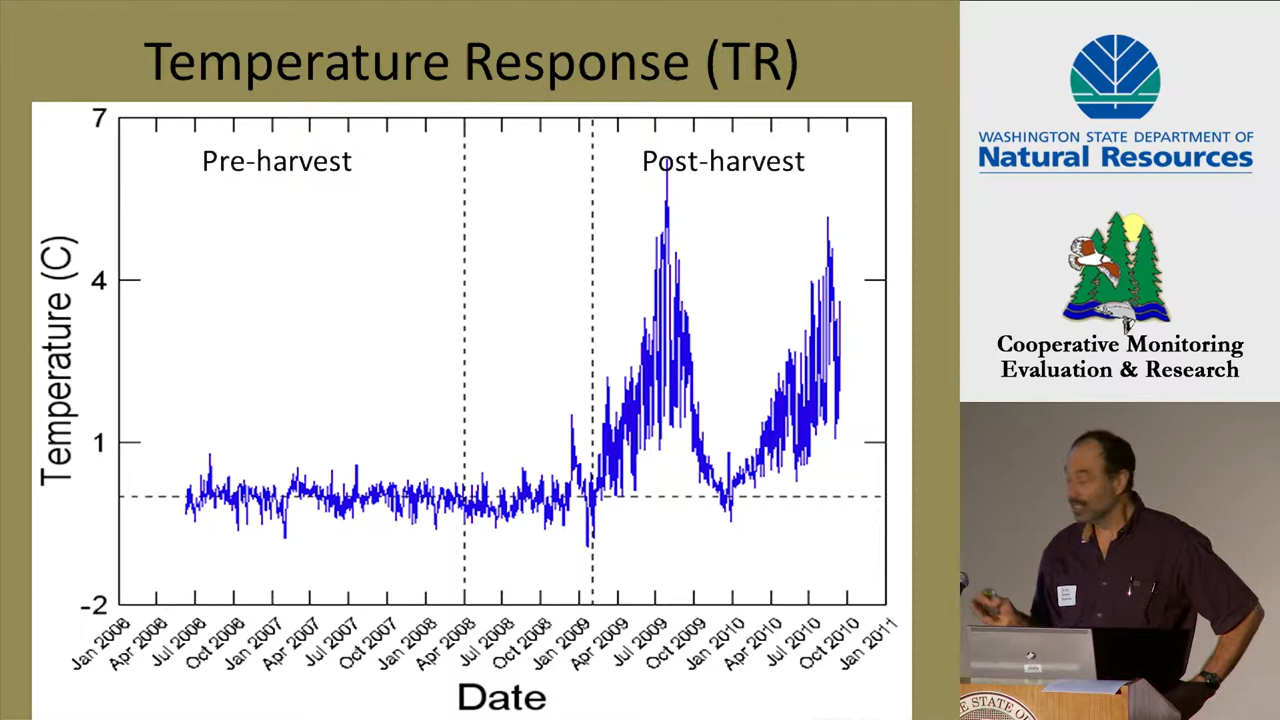 Temperature Response (TR)
7
Pre-harvest
Post-harvest
4
Temperature (C)
1
-2
Jan 2006
Apr 2006
Jul 2006
Oct 2006
Jan 2007
Apr 2007
Jul 2007
Oct 2007
Jan 2008
Apr 2008
Jul 2008
Oct 2008
Jan 2009
Apr 2009
Jul 2009
Oct 2009
Jan 2010
Apr 2010
Jul 2010
Oct 2010
Jan 2011
Date
WASHINGTON STATE DEPARTMENT OF
Natural Resources
Cooperative Monitoring
Evaluation & Research